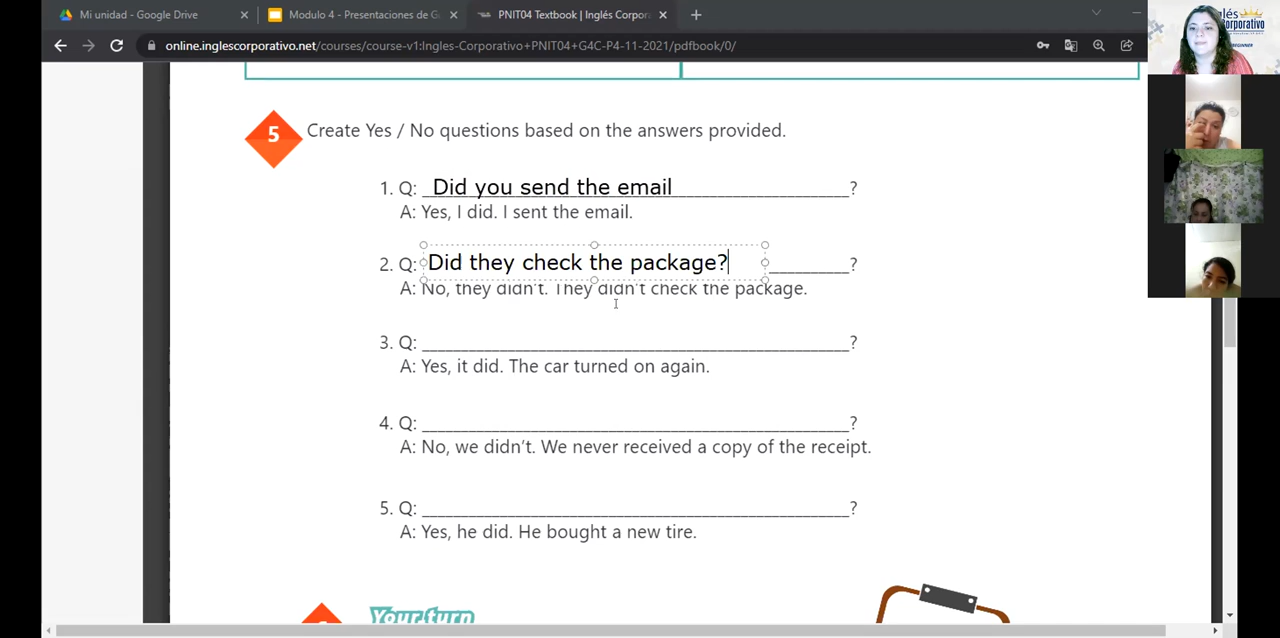 Mi unidad - Google Drive
Modulo 4 - Presentaciones de G
PNIT04 Textbook | Inglés Corpor
online.inglescorporativo.net/courses/course-v1:Ingles-Corporativo+PNIT04+G4C-P4-11-2021/pdfbook/0/
5 Create Yes / No questions based on the answers provided.
1. Q: Did you send the email ?
A: Yes, I did. I sent the email.
2. Q: Did they check the package? ?
A: No, they didn't. They didn't check the package.
3. Q: ?
A: Yes, it did. The car turned on again.
4. Q: ?
A: No, we didn't. We never received a copy of the receipt.
5. Q: ?
A: Yes, he did. He bought a new tire.
Your turn